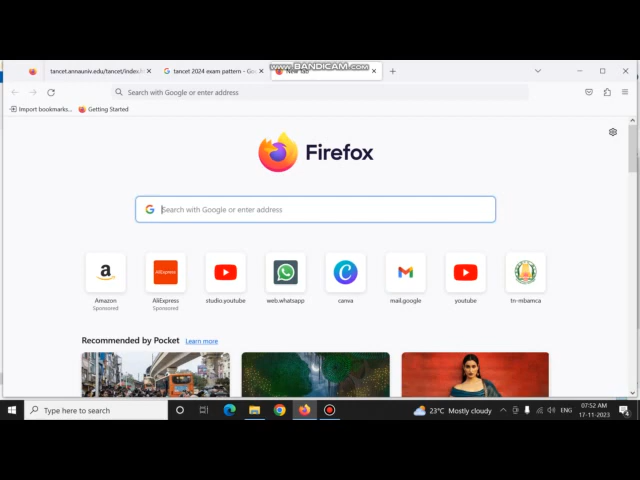 www.BANDICAM.com
tancet.annauniv.edu/tancet/index.h
tancet 2024 exam pattern - Goo
New Tab
Search with Google or enter address
Import bookmarks...
Getting Started
Firefox
Search with Google or enter address
Amazon
Sponsored
AliExpress
AliExpress
Sponsored
studio.youtube
web.whatsapp
canva
mail.google
youtube
tn-mbamca
Recommended by Pocket
Learn more
Type here to search
23°C Mostly cloudy
ENG
07:52 AM
17-11-2023